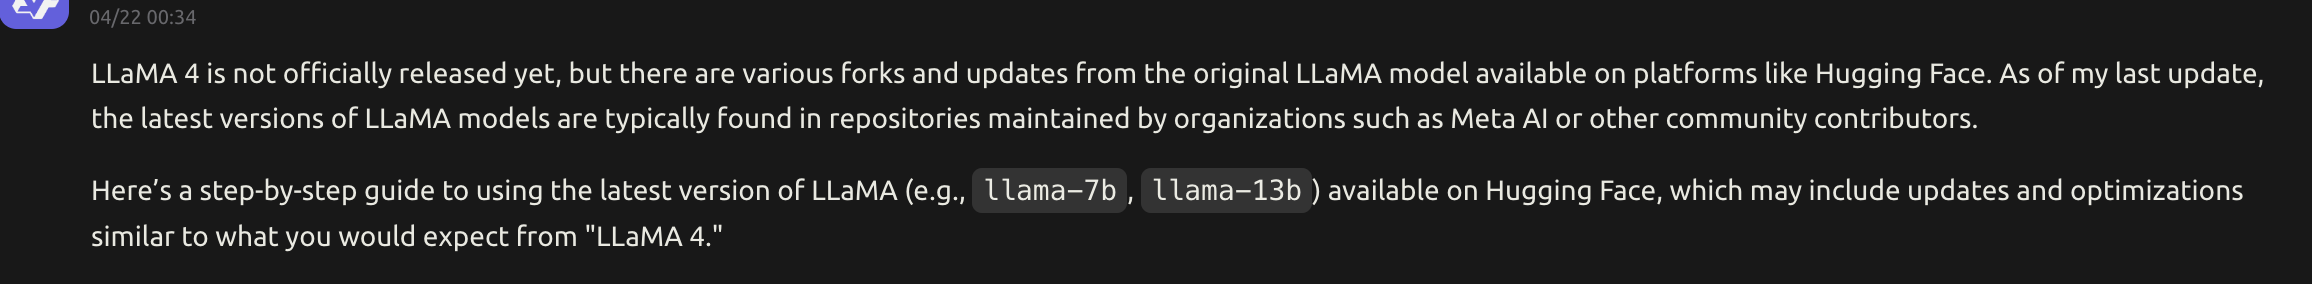 04/22 00:34
LLaMA 4 is not officially released yet, but there are various forks and updates from the original LLaMA model available on platforms like Hugging Face. As of my last update,
the latest versions of LLaMA models are typically found in repositories maintained by organizations such as Meta AI or other community contributors.
Here’s a step-by-step guide to using the latest version of LLaMA (e.g., llama-7b, llama-13b) available on Hugging Face, which may include updates and optimizations
similar to what you would expect from "LLaMA 4."